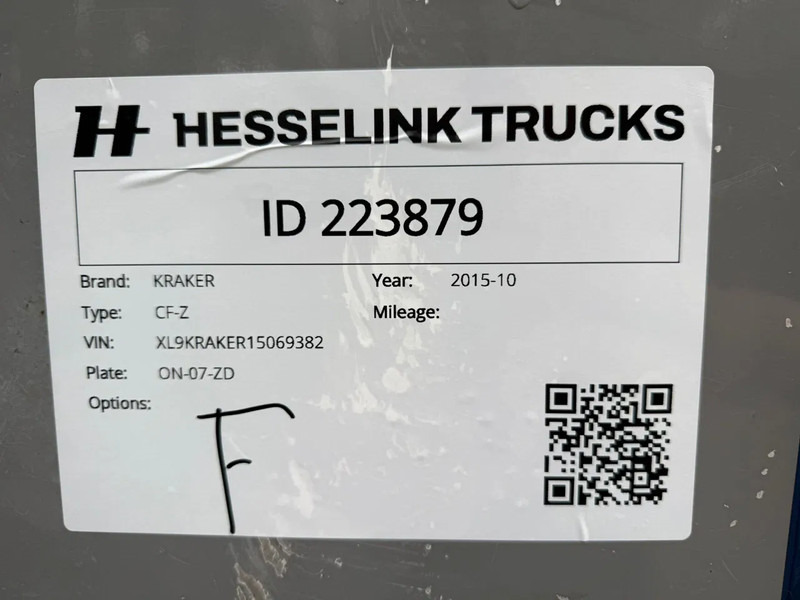 H HESSELINK TRUCKS
ID 223879
Brand: KRAKER Year: 2015-10
Type: CF-Z Mileage:
VIN: XL9KRAKER15069382
Plate: ON-07-ZD
Options:
F